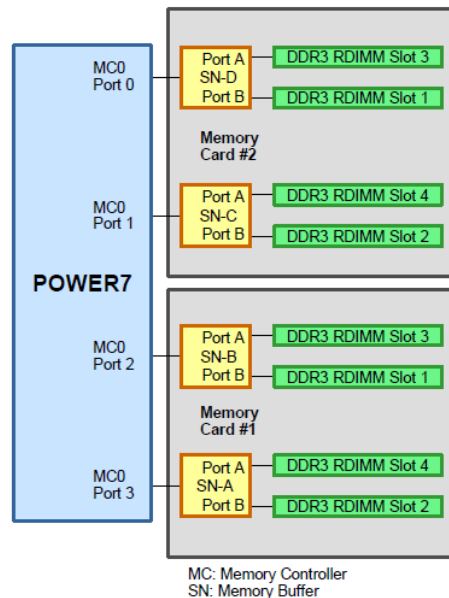 Port A
SN-D
Port B
DDR3 RDIMM Slot 3
DDR3 RDIMM Slot 1
MC0
Port 0
Memory
Card #2
Port A
SN-C
Port B
DDR3 RDIMM Slot 4
DDR3 RDIMM Slot 2
MC0
Port 1
POWER7
Port A
SN-B
Port B
DDR3 RDIMM Slot 3
DDR3 RDIMM Slot 1
MC0
Port 2
Memory
Card #1
Port A
SN-A
Port B
DDR3 RDIMM Slot 4
DDR3 RDIMM Slot 2
MC0
Port 3
MC: Memory Controller
SN: Memory Buffer